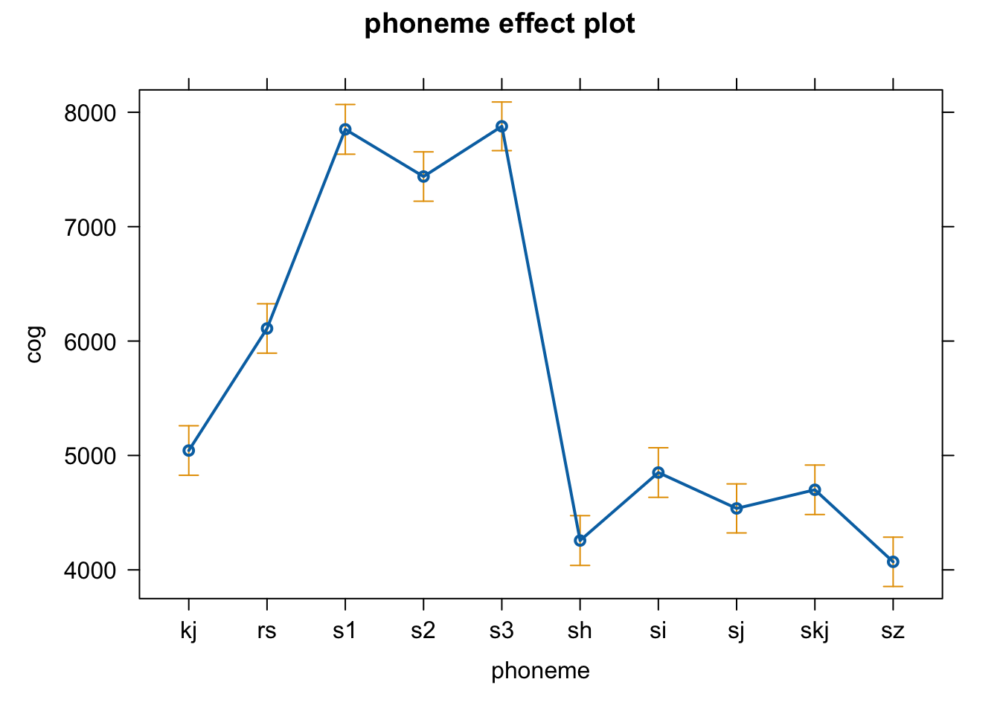 phoneme effect plot
8000
7000
6000
5000
4000
cog
kj rs s1 s2 s3 sh si sj skj sz
phoneme